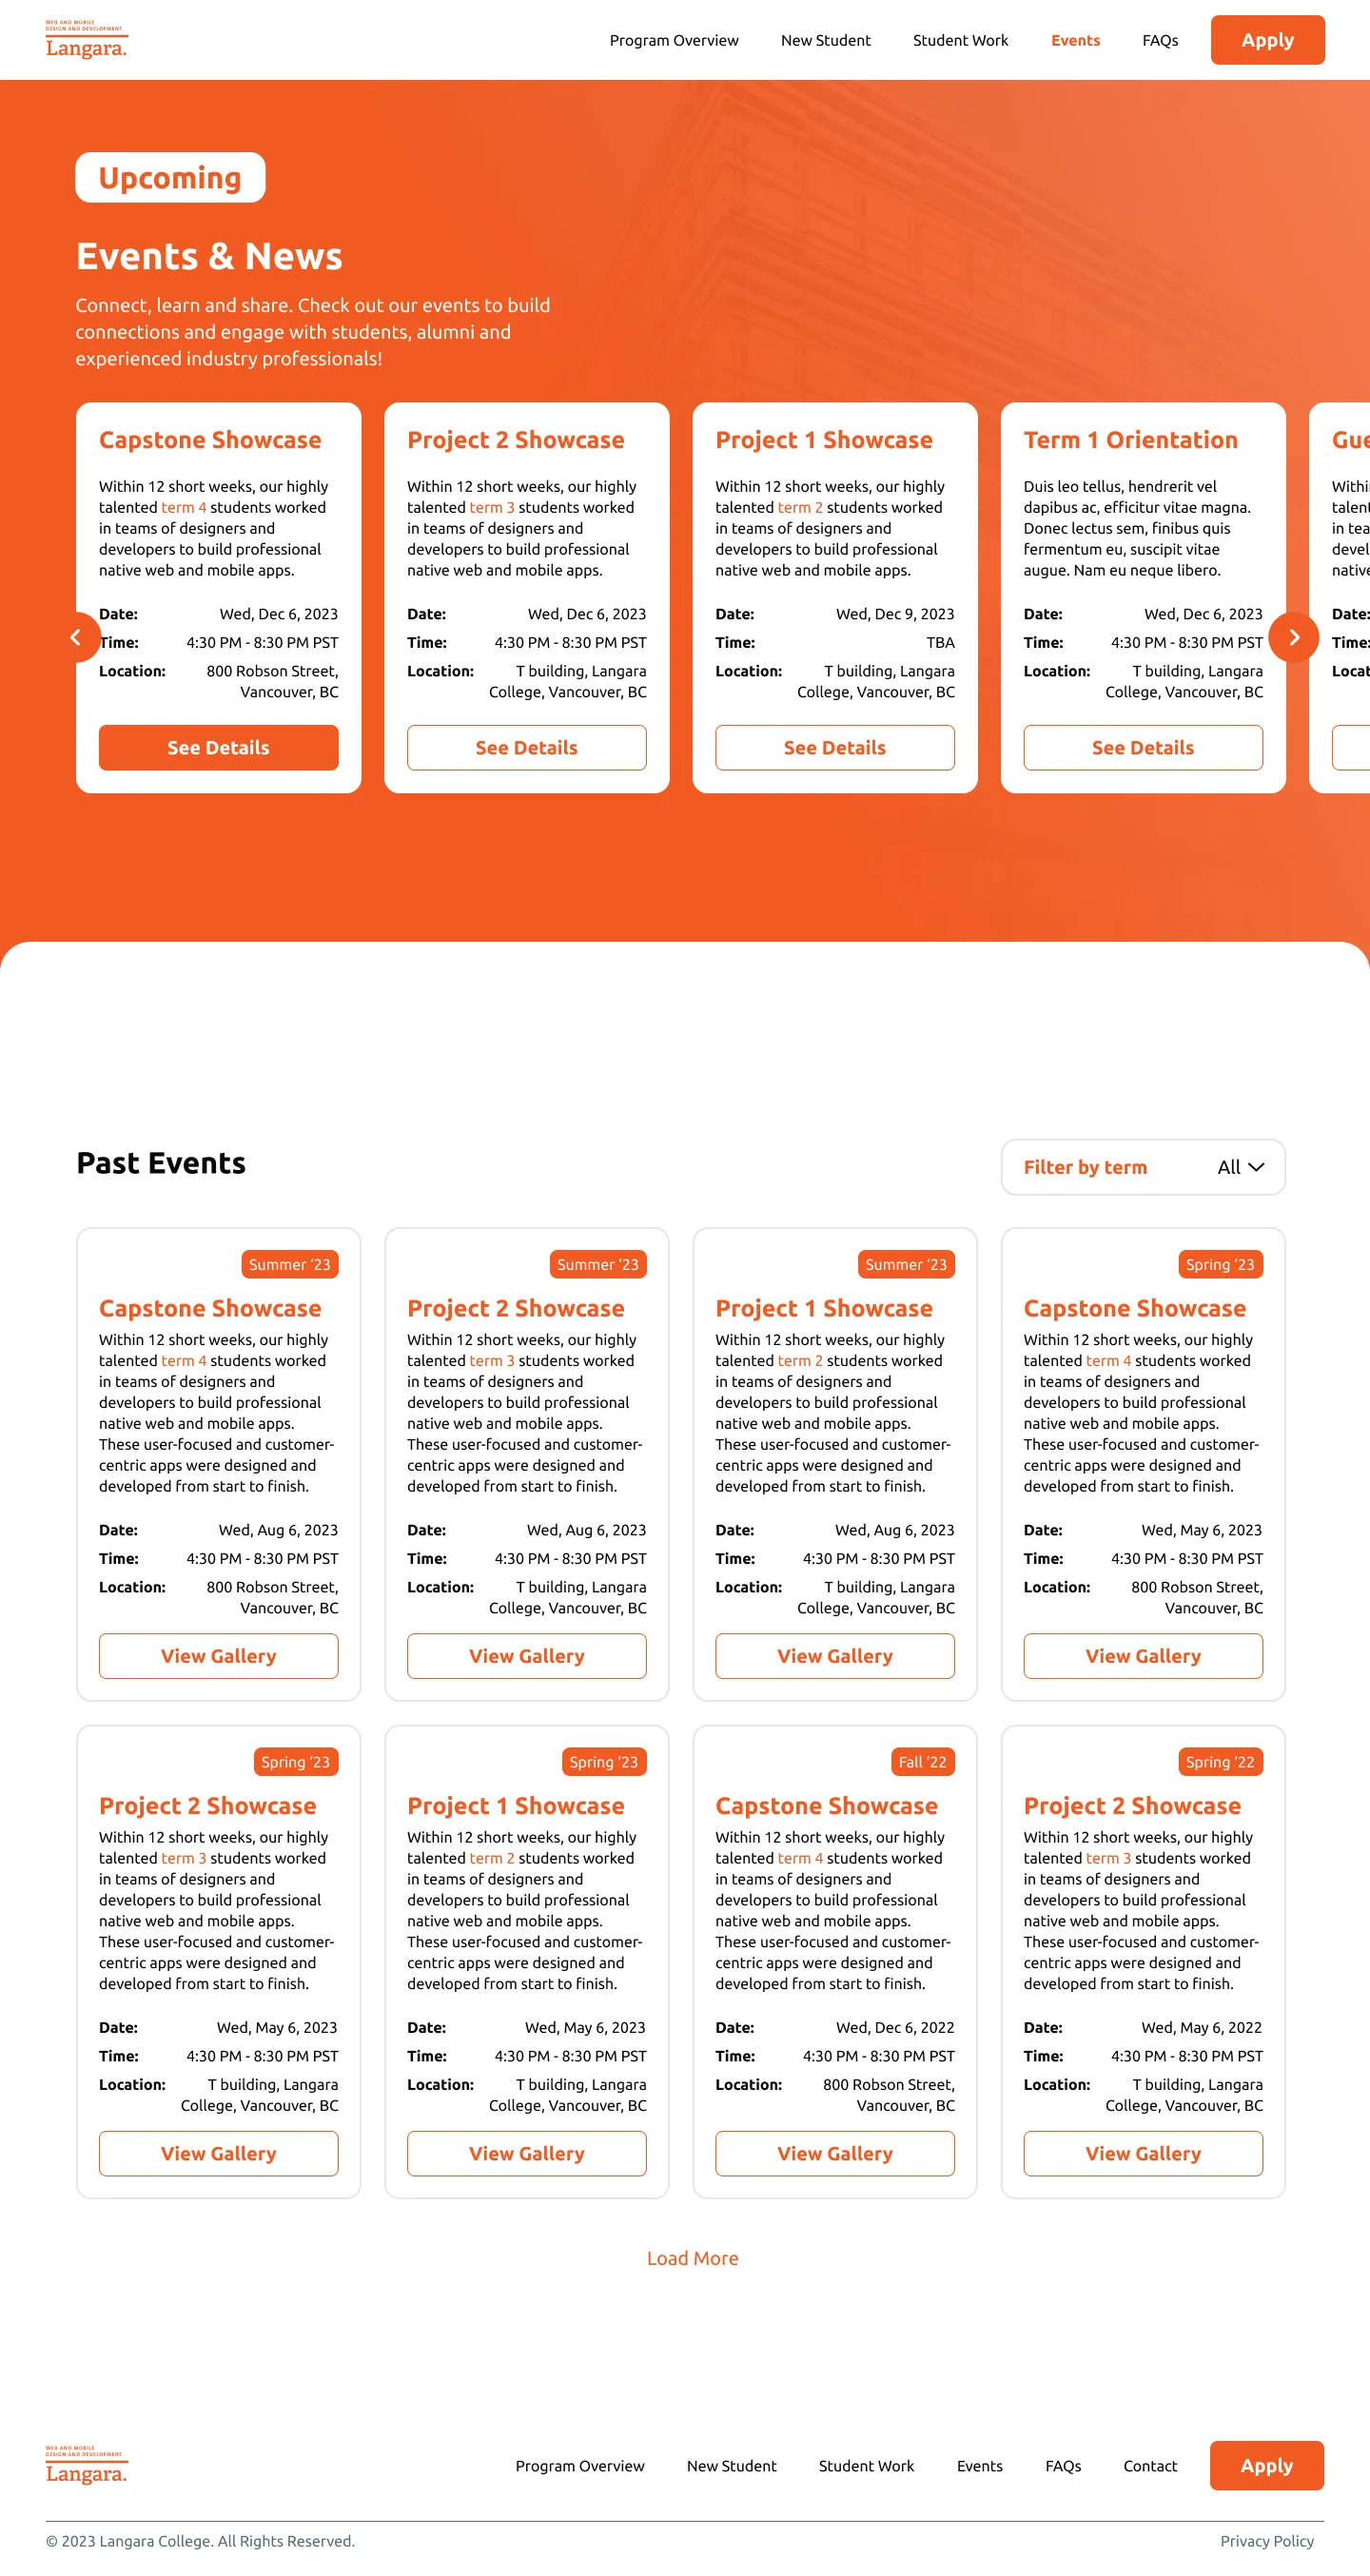 WEB AND MOBILE
DESIGN AND DEVELOPMENT
Langara.
Program Overview
New Student
Student Work
Events
FAQs
Apply
Upcoming
Events & News
Connect, learn and share. Check out our events to build
connections and engage with students, alumni and
experienced industry professionals!
Capstone Showcase
Within 12 short weeks, our highly
talented term 4 students worked
in teams of designers and
developers to build professional
native web and mobile apps.
Date: Wed, Dec 6, 2023
Time: 4:30 PM - 8:30 PM PST
Location: 800 Robson Street,
Vancouver, BC
See Details
Project 2 Showcase
Within 12 short weeks, our highly
talented term 3 students worked
in teams of designers and
developers to build professional
native web and mobile apps.
Date: Wed, Dec 6, 2023
Time: 4:30 PM - 8:30 PM PST
Location: T building, Langara
College, Vancouver, BC
See Details
Project 1 Showcase
Within 12 short weeks, our highly
talented term 2 students worked
in teams of designers and
developers to build professional
native web and mobile apps.
Date: Wed, Dec 9, 2023
Time: TBA
Location: T building, Langara
College, Vancouver, BC
See Details
Term 1 Orientation
Duis leo tellus, hendrerit vel
dapibus ac, efficitur vitae magna.
Donec lectus sem, finibus quis
fermentum eu, suscipit vitae
augue. Nam eu neque libero.
Date: Wed, Dec 6, 2023
Time: 4:30 PM - 8:30 PM PST
Location: T building, Langara
College, Vancouver, BC
See Details
Gue
Withi
talent
in tea
devel
native
Date:
Time:
Locat
Past Events
Filter by term
All
Summer ‘23
Capstone Showcase
Within 12 short weeks, our highly
talented term 4 students worked
in teams of designers and
developers to build professional
native web and mobile apps.
These user-focused and customer-
centric apps were designed and
developed from start to finish.
Date: Wed, Aug 6, 2023
Time: 4:30 PM - 8:30 PM PST
Location: 800 Robson Street,
Vancouver, BC
View Gallery
Summer ‘23
Project 2 Showcase
Within 12 short weeks, our highly
talented term 3 students worked
in teams of designers and
developers to build professional
native web and mobile apps.
These user-focused and customer-
centric apps were designed and
developed from start to finish.
Date: Wed, Aug 6, 2023
Time: 4:30 PM - 8:30 PM PST
Location: T building, Langara
College, Vancouver, BC
View Gallery
Summer ‘23
Project 1 Showcase
Within 12 short weeks, our highly
talented term 2 students worked
in teams of designers and
developers to build professional
native web and mobile apps.
These user-focused and customer-
centric apps were designed and
developed from start to finish.
Date: Wed, Aug 6, 2023
Time: 4:30 PM - 8:30 PM PST
Location: T building, Langara
College, Vancouver, BC
View Gallery
Spring ‘23
Capstone Showcase
Within 12 short weeks, our highly
talented term 4 students worked
in teams of designers and
developers to build professional
native web and mobile apps.
These user-focused and customer-
centric apps were designed and
developed from start to finish.
Date: Wed, May 6, 2023
Time: 4:30 PM - 8:30 PM PST
Location: 800 Robson Street,
Vancouver, BC
View Gallery
Spring ‘23
Project 2 Showcase
Within 12 short weeks, our highly
talented term 3 students worked
in teams of designers and
developers to build professional
native web and mobile apps.
These user-focused and customer-
centric apps were designed and
developed from start to finish.
Date: Wed, May 6, 2023
Time: 4:30 PM - 8:30 PM PST
Location: T building, Langara
College, Vancouver, BC
View Gallery
Spring ‘23
Project 1 Showcase
Within 12 short weeks, our highly
talented term 2 students worked
in teams of designers and
developers to build professional
native web and mobile apps.
These user-focused and customer-
centric apps were designed and
developed from start to finish.
Date: Wed, May 6, 2023
Time: 4:30 PM - 8:30 PM PST
Location: T building, Langara
College, Vancouver, BC
View Gallery
Fall ‘22
Capstone Showcase
Within 12 short weeks, our highly
talented term 4 students worked
in teams of designers and
developers to build professional
native web and mobile apps.
These user-focused and customer-
centric apps were designed and
developed from start to finish.
Date: Wed, Dec 6, 2022
Time: 4:30 PM - 8:30 PM PST
Location: 800 Robson Street,
Vancouver, BC
View Gallery
Spring ‘22
Project 2 Showcase
Within 12 short weeks, our highly
talented term 3 students worked
in teams of designers and
developers to build professional
native web and mobile apps.
These user-focused and customer-
centric apps were designed and
developed from start to finish.
Date: Wed, May 6, 2022
Time: 4:30 PM - 8:30 PM PST
Location: T building, Langara
College, Vancouver, BC
View Gallery
Load More
WEB AND MOBILE
DESIGN AND DEVELOPMENT
Langara.
Program Overview
New Student
Student Work
Events
FAQs
Contact
Apply
© 2023 Langara College. All Rights Reserved.
Privacy Policy